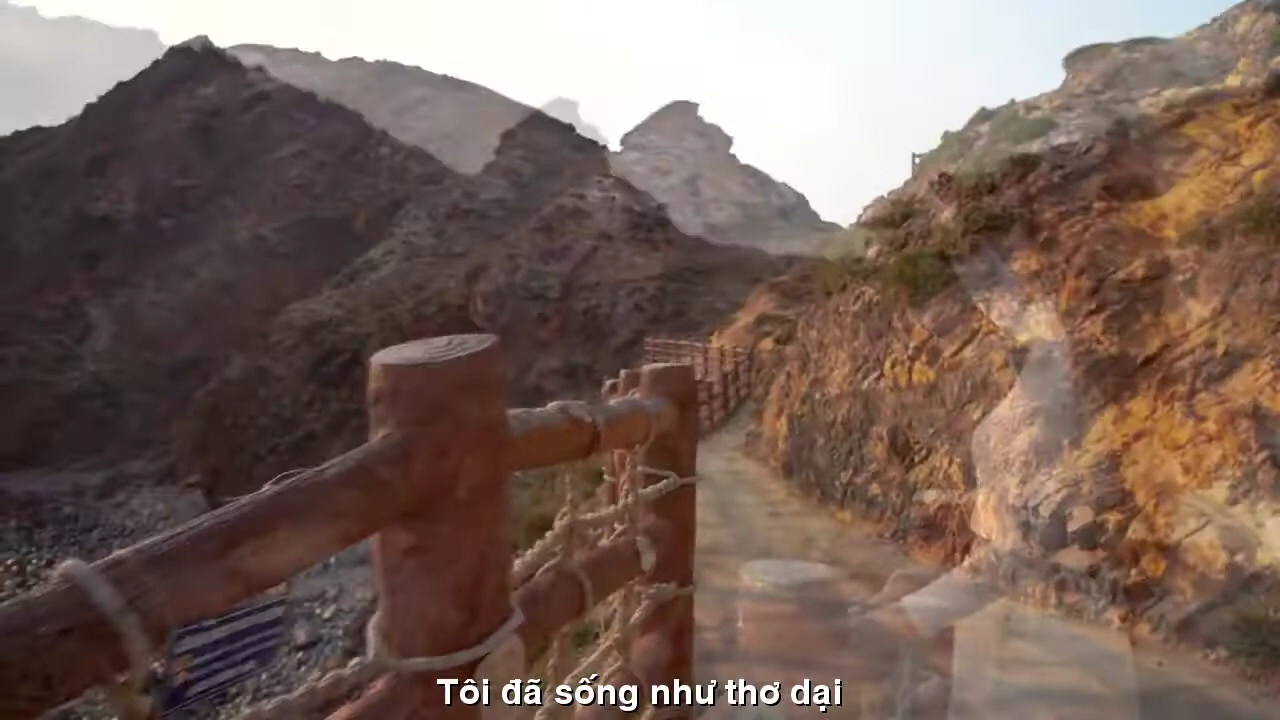 Tôi đã sống như thơ dại